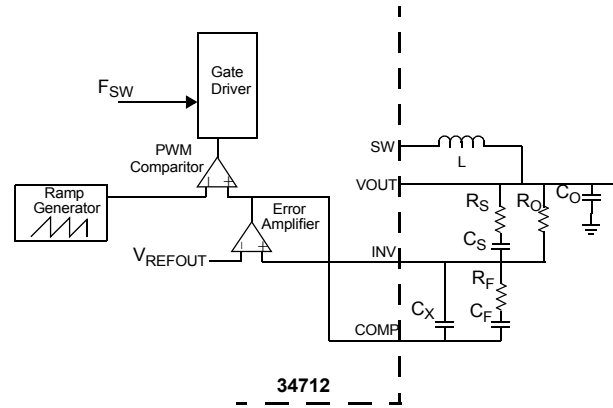 Gate
Driver
FSW
PWM
Comparitor
Ramp
Generator
Error
Amplifier
VREFOUT
SW
L
VOUT
INV
COMP
RS
RO
CO
CS
RF
CX
CF
34712